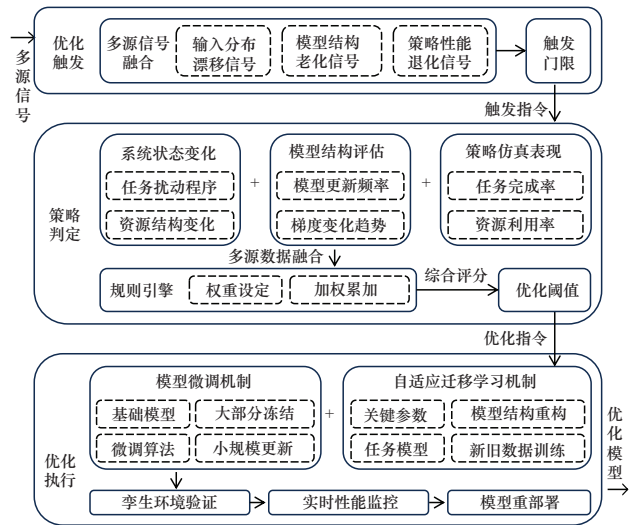 多源信号
优化
触发
多源信号
融合
输入分布
漂移信号
模型结构
老化信号
策略性能
退化信号
触发
门限
触发指令
策略
判定
系统状态变化
任务扰动程序
资源结构变化
+
模型结构评估
模型更新频率
梯度变化趋势
+
策略仿真表现
任务完成率
资源利用率
多源数据融合
规则引擎
权重设定
加权累加
综合评分
优化阈值
优化指令
优化
执行
模型微调机制
基础模型
大部分冻结
微调算法
小规模更新
+
自适应迁移学习机制
关键参数
模型结构重构
任务模型
新旧数据训练
孪生环境验证
实时性能监控
模型重部署
优化模型